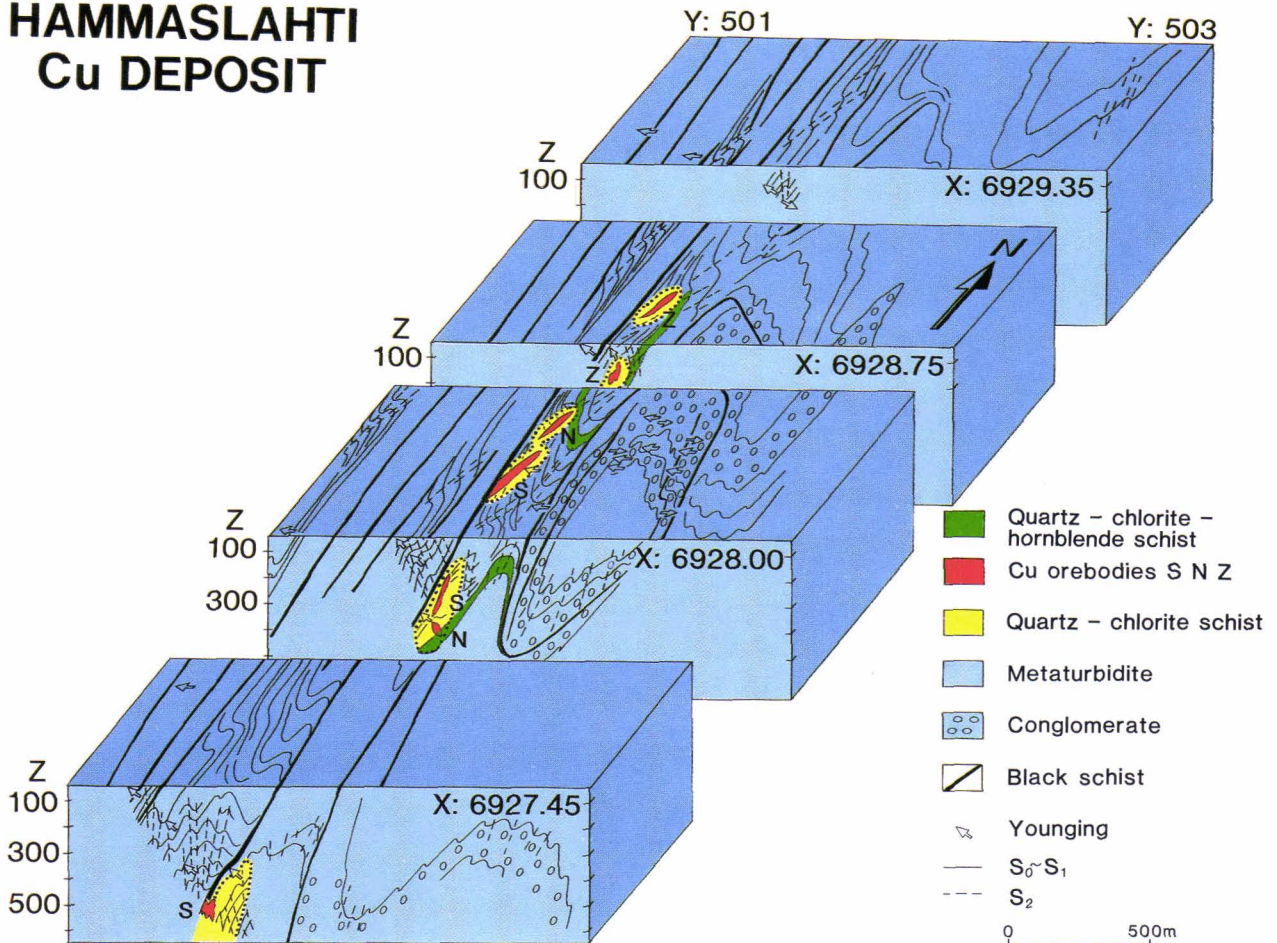 HAMMASLAHTI
Cu DEPOSIT
Y: 501
Y: 503
Z
100
X: 6929.35
N
Z
100
X: 6928.75
Z
Z
N
S
Z
100
300
X: 6928.00
S
N
Z
100
300
500
X: 6927.45
S
Quartz – chlorite –
hornblende schist
Cu orebodies S N Z
Quartz – chlorite schist
Metaturbidite
Conglomerate
Black schist
Younging
S₀~S₁
S₂
0 500m